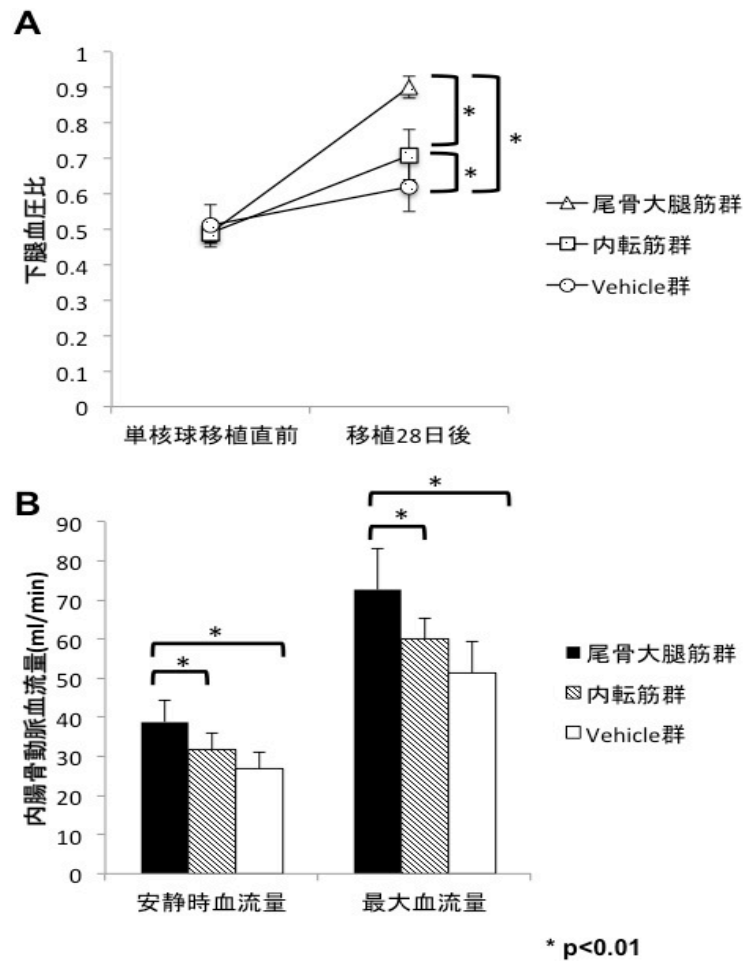 A
下腿血圧比
1
0.9
0.8
0.7
0.6
0.5
0.4
0.3
0.2
0.1
0
*
*
*
単核球移植直前
移植28日後
尾骨大腿筋群
内転筋群
Vehicle群
B
内腸骨動脈血流量(ml/min)
90
80
70
60
50
40
30
20
10
0
*
*
*
*
安静時血流量
最大血流量
尾骨大腿筋群
内転筋群
Vehicle群
* p<0.01